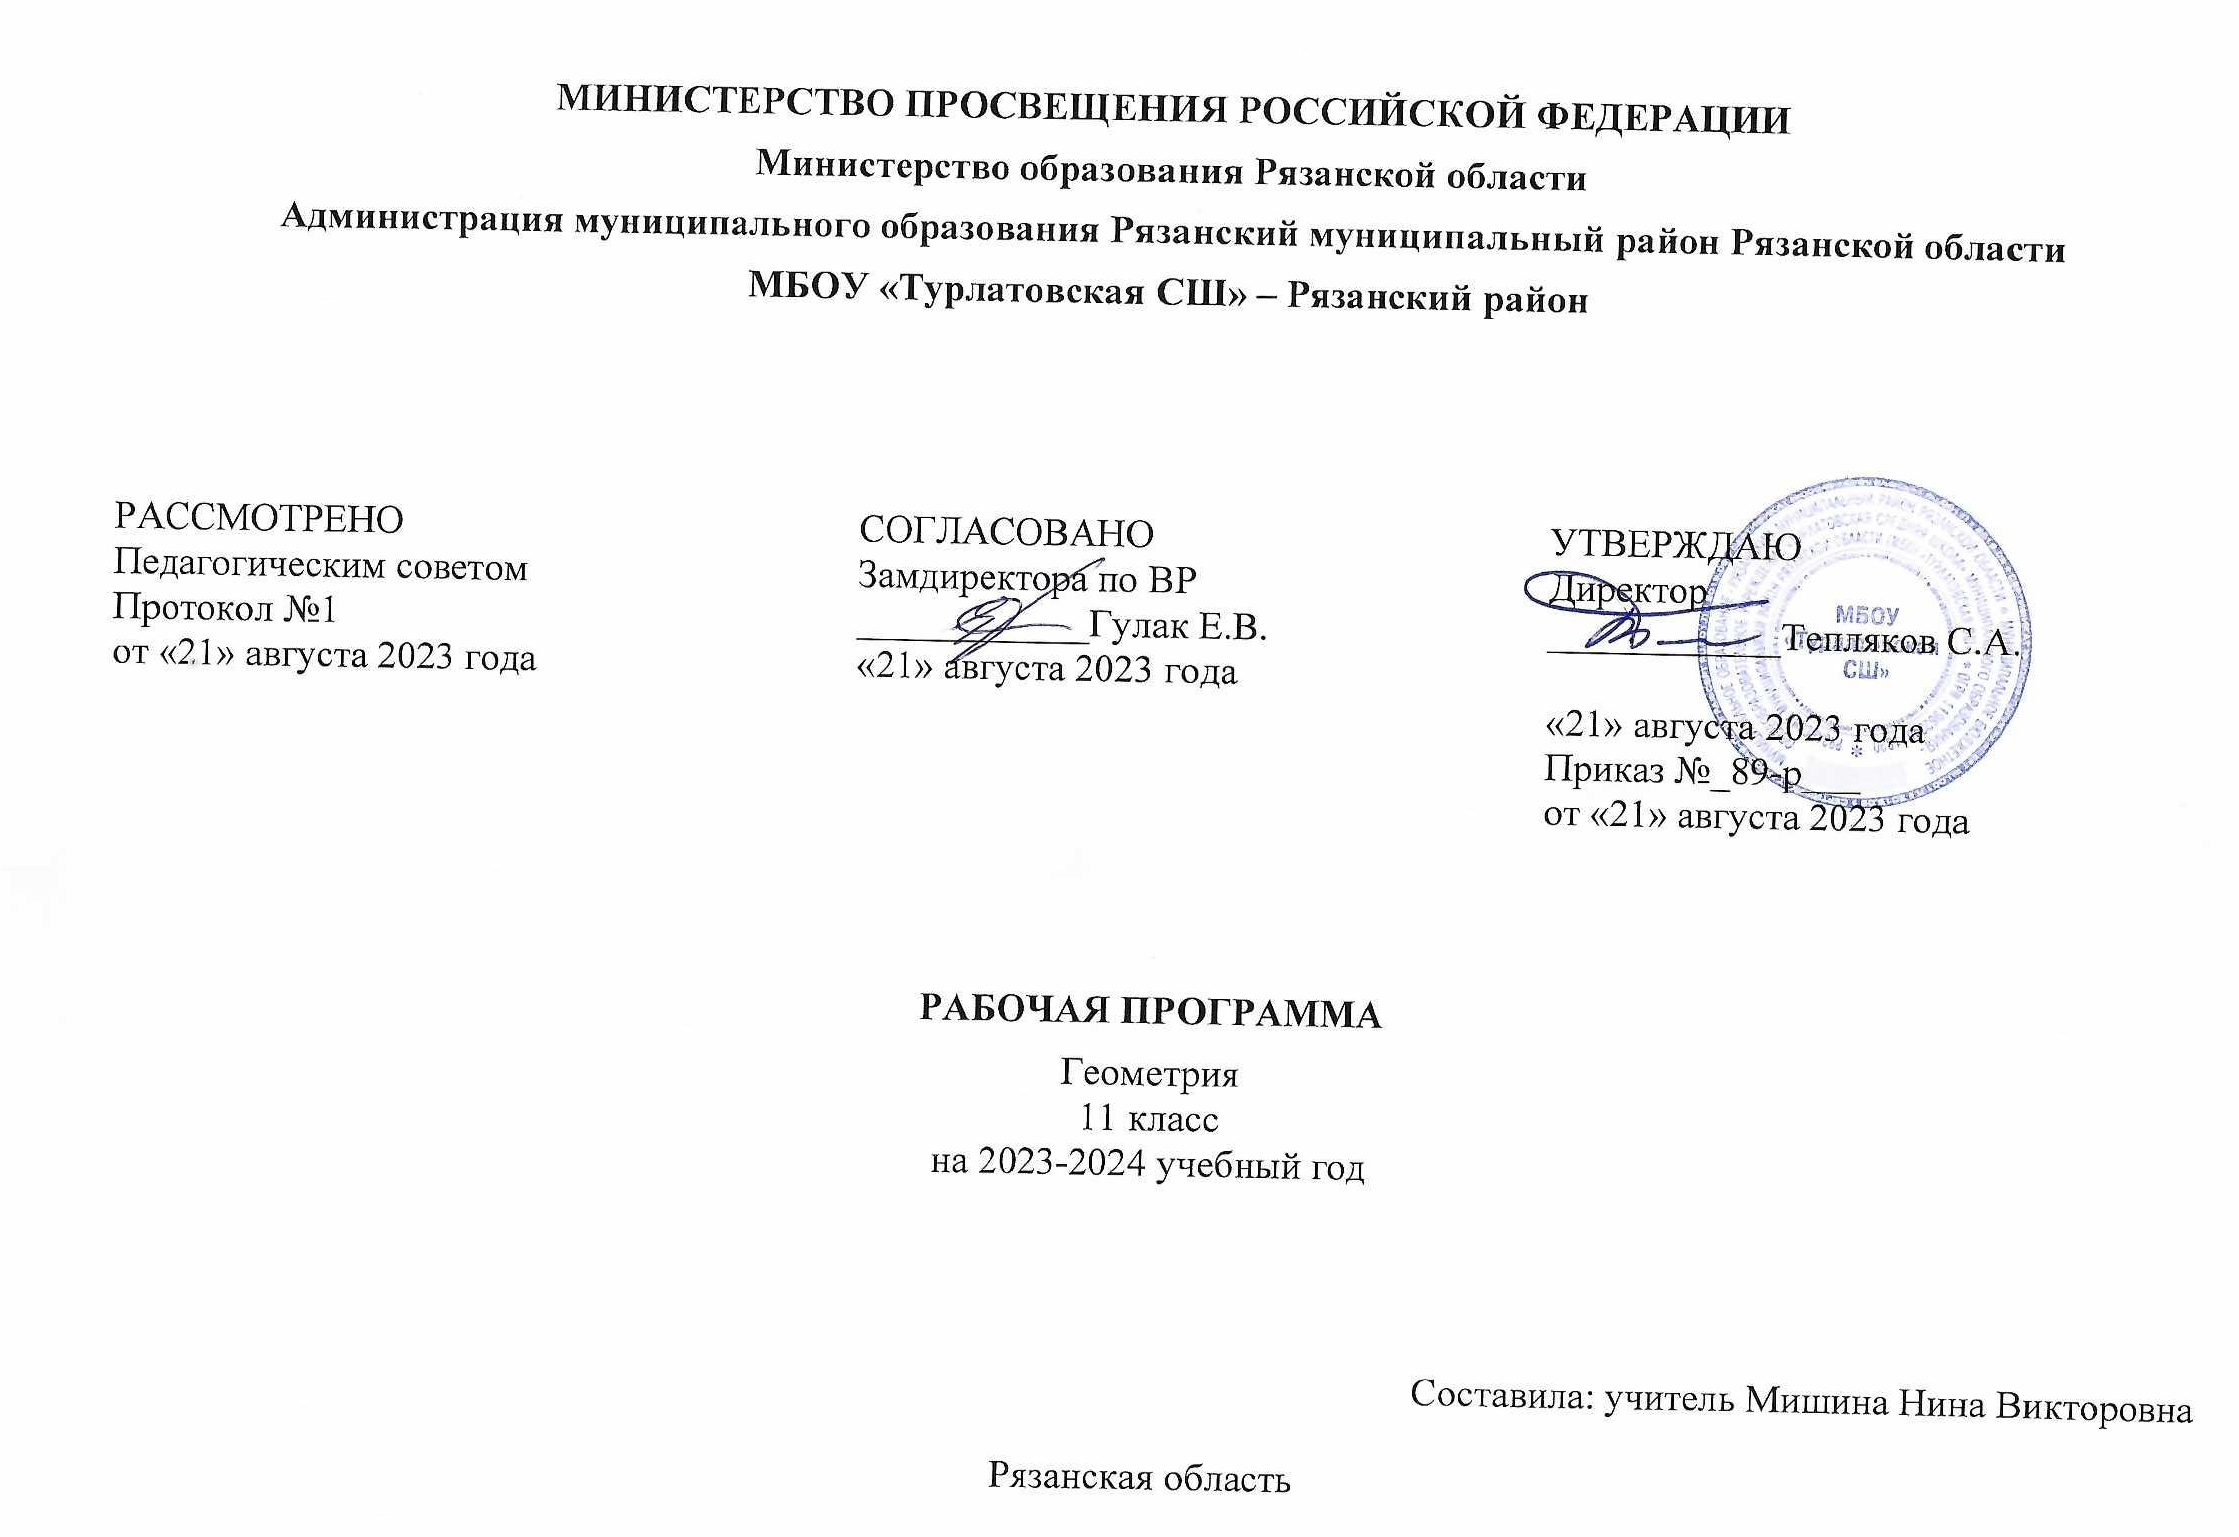 МИНИСТЕРСТВО ПРОСВЕЩЕНИЯ РОССИЙСКОЙ ФЕДЕРАЦИИ
Министерство образования Рязанской области
Администрация муниципального образования Рязанский муниципальный район Рязанской области
МБОУ «Турлатовская СШ» – Рязанский район
РАССМОТРЕНО
Педагогическим советом
Протокол №1
от «21» августа 2023 года
СОГЛАСОВАНО
Замдиректора по ВР
____________Гулак Е.В.
«21» августа 2023 года
УТВЕРЖДАЮ
Директор
____________Тепляков С.А.
«21» августа 2023 года
Приказ №_89-р___
от «21» августа 2023 года
МБОУ
СШ»
РАБОЧАЯ ПРОГРАММА
Геометрия
11 класс
на 2023-2024 учебный год
Составила: учитель Мишина Нина Викторовна
Рязанская область